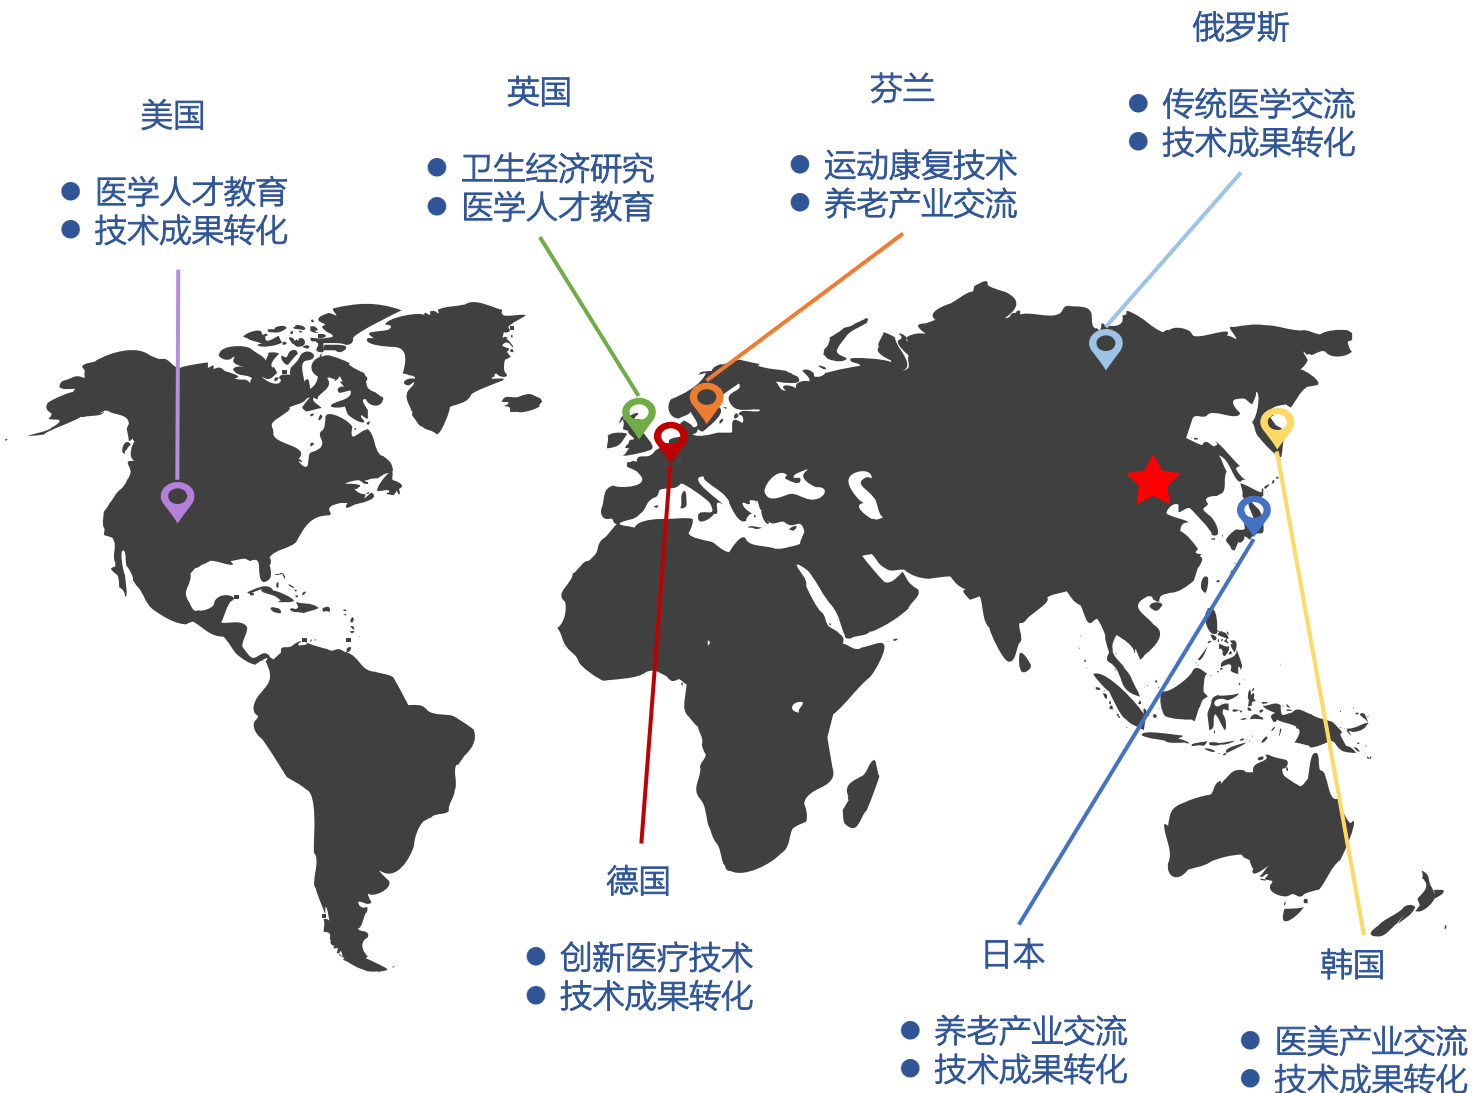 俄罗斯
传统医学交流
技术成果转化
芬兰
运动康复技术
养老产业交流
英国
卫生经济研究
医学人才教育
美国
医学人才教育
技术成果转化
德国
创新医疗技术
技术成果转化
日本
养老产业交流
技术成果转化
韩国
医美产业交流
技术成果转化